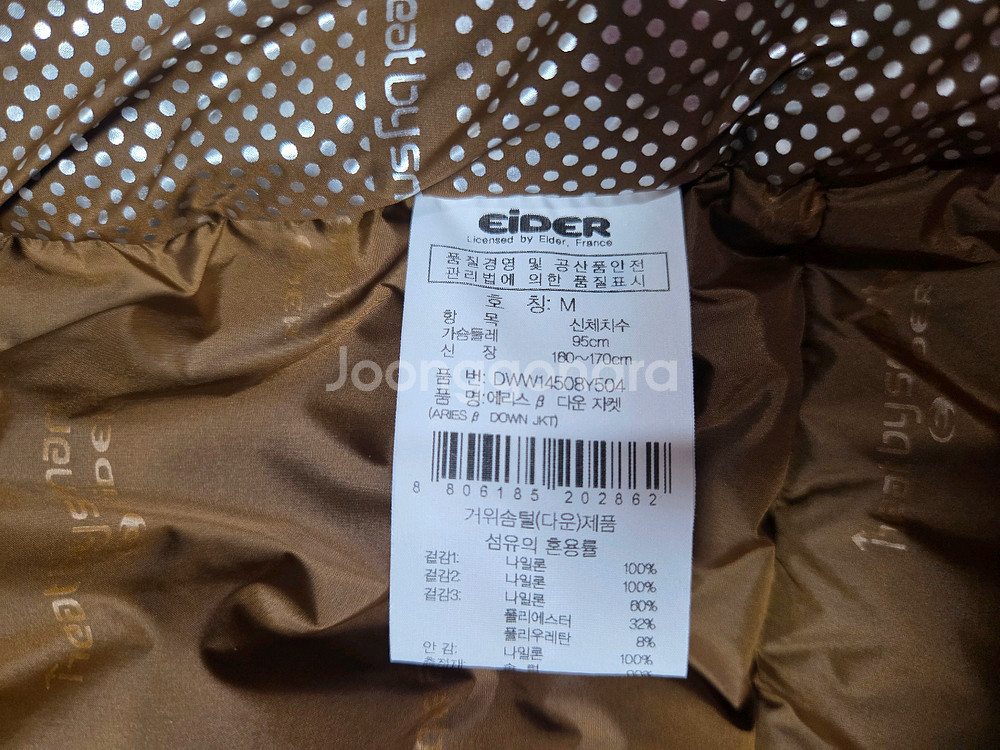 eat bysn
EiDER
Licensed by Eider, France
품질경영 및 공산품안전
관리법에 의한 품질표시
호 칭: M
항 목 신체치수
가슴둘레 95cm
신 장 160~170cm
Joonggonara
품 번: DWW14508Y504
품 명:에리스 β 다운 자켓
(ARIES β DOWN JKT)
8 806185 202862
거위솜털(다운)제품
섬유의 혼용률
겉감1: 나일론 100%
겉감2: 나일론 100%
겉감3: 나일론 60%
폴리에스터 32%
폴리우레탄 8%
안 감: 나일론 100%